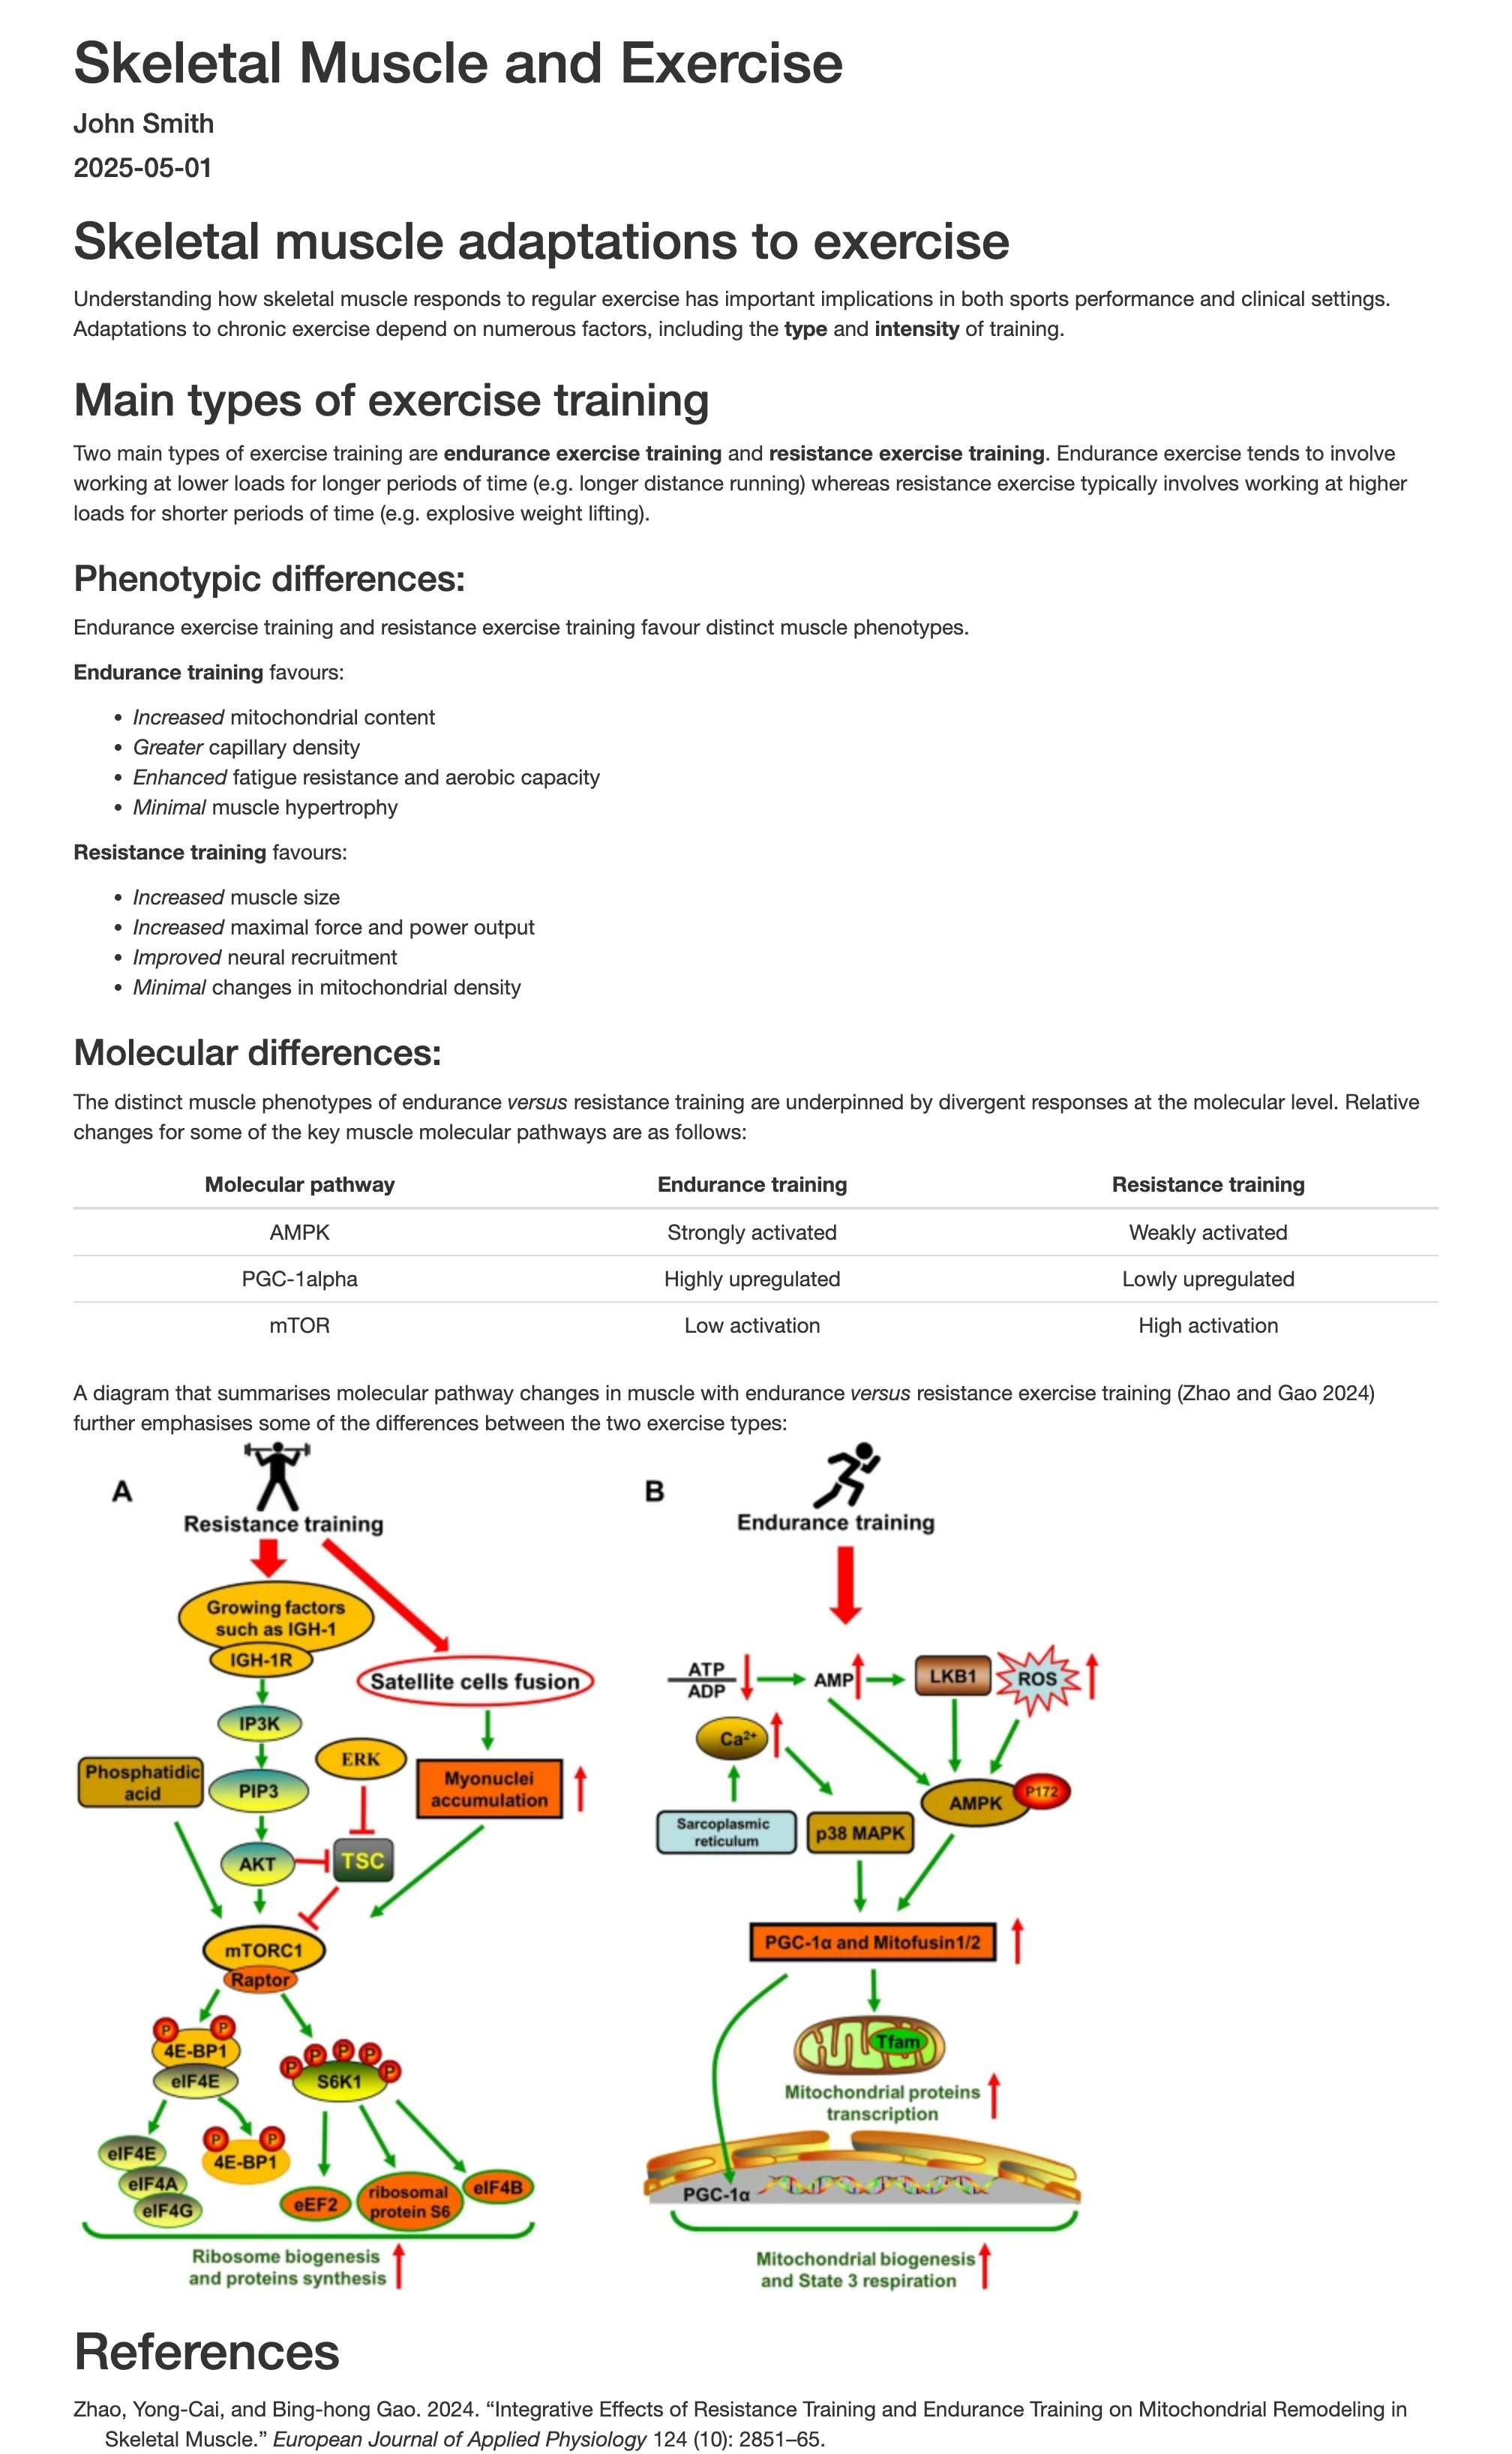 Skeletal Muscle and Exercise
John Smith
2025-05-01
Skeletal muscle adaptations to exercise
Understanding how skeletal muscle responds to regular exercise has important implications in both sports performance and clinical settings.
Adaptations to chronic exercise depend on numerous factors, including the type and intensity of training.
Main types of exercise training
Two main types of exercise training are endurance exercise training and resistance exercise training. Endurance exercise tends to involve
working at lower loads for longer periods of time (e.g. longer distance running) whereas resistance exercise typically involves working at higher
loads for shorter periods of time (e.g. explosive weight lifting).
Phenotypic differences:
Endurance exercise training and resistance exercise training favour distinct muscle phenotypes.
Endurance training favours:
• Increased mitochondrial content
• Greater capillary density
• Enhanced fatigue resistance and aerobic capacity
• Minimal muscle hypertrophy
Resistance training favours:
• Increased muscle size
• Increased maximal force and power output
• Improved neural recruitment
• Minimal changes in mitochondrial density
Molecular differences:
The distinct muscle phenotypes of endurance versus resistance training are underpinned by divergent responses at the molecular level. Relative
changes for some of the key muscle molecular pathways are as follows:
Molecular pathway Endurance training Resistance training
AMPK Strongly activated Weakly activated
PGC-1alpha Highly upregulated Lowly upregulated
mTOR Low activation High activation
A diagram that summarises molecular pathway changes in muscle with endurance versus resistance exercise training (Zhao and Gao 2024)
further emphasises some of the differences between the two exercise types:
A
Resistance training
Growing factors
such as IGH-1
IGH-1R
Satellite cells fusion
IP3K
ERK
Phosphatidic
acid
PIP3
Myonuclei
accumulation
AKT
TSC
mTORC1
Raptor
P P
4E-BP1
eIF4E
P P P P P
S6K1
eIF4E
eIF4A
eIF4G
P P
4E-BP1
eEF2
ribosomal
protein S6
eIF4B
Ribosome biogenesis
and proteins synthesis
B
Endurance training
ATP
ADP
AMP
LKB1
ROS
Ca²⁺
Sarcoplasmic
reticulum
p38 MAPK
AMPK
P172
PGC-1α and Mitofusin1/2
Tfam
Mitochondrial proteins
transcription
PGC-1α
Mitochondrial biogenesis
and State 3 respiration
References
Zhao, Yong-Cai, and Bing-hong Gao. 2024. “Integrative Effects of Resistance Training and Endurance Training on Mitochondrial Remodeling in
Skeletal Muscle.” European Journal of Applied Physiology 124 (10): 2851–65.